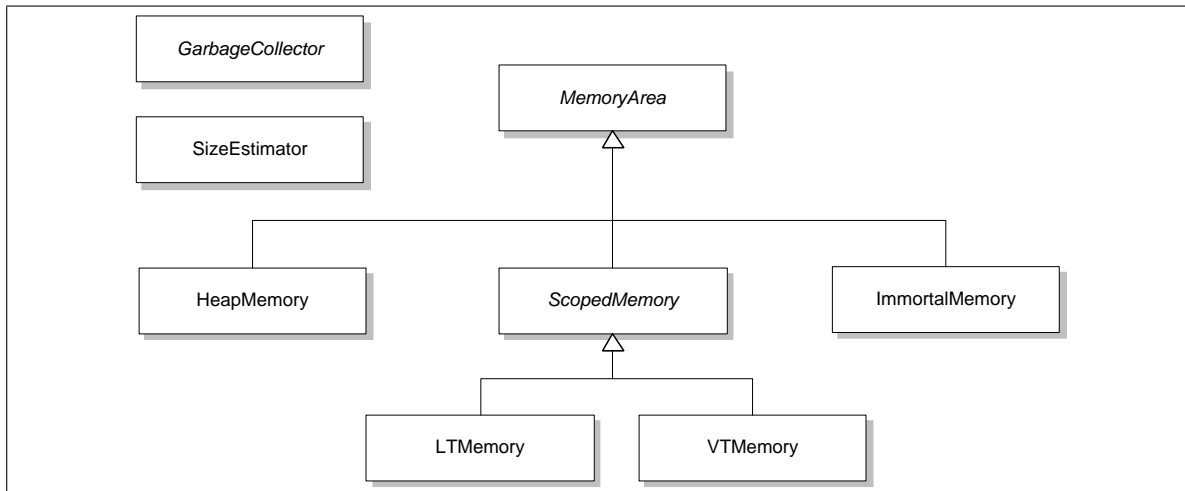 GarbageCollector
MemoryArea
SizeEstimator
HeapMemory
ScopedMemory
ImmortalMemory
LTMemory
VTMemory